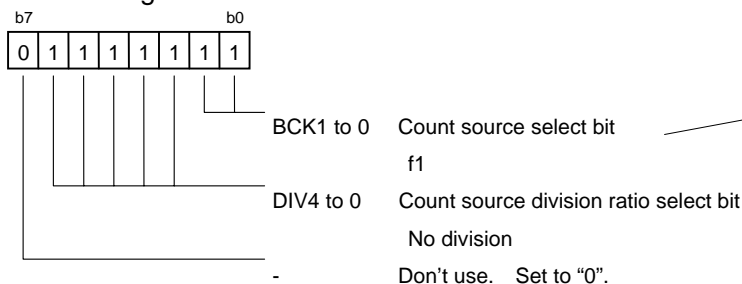 b7 b0
0 1 1 1 1 1 1 1
BCK1 to 0 Count source select bit
f1
DIV4 to 0 Count source division ratio select bit
No division
- Don't use. Set to “0”.